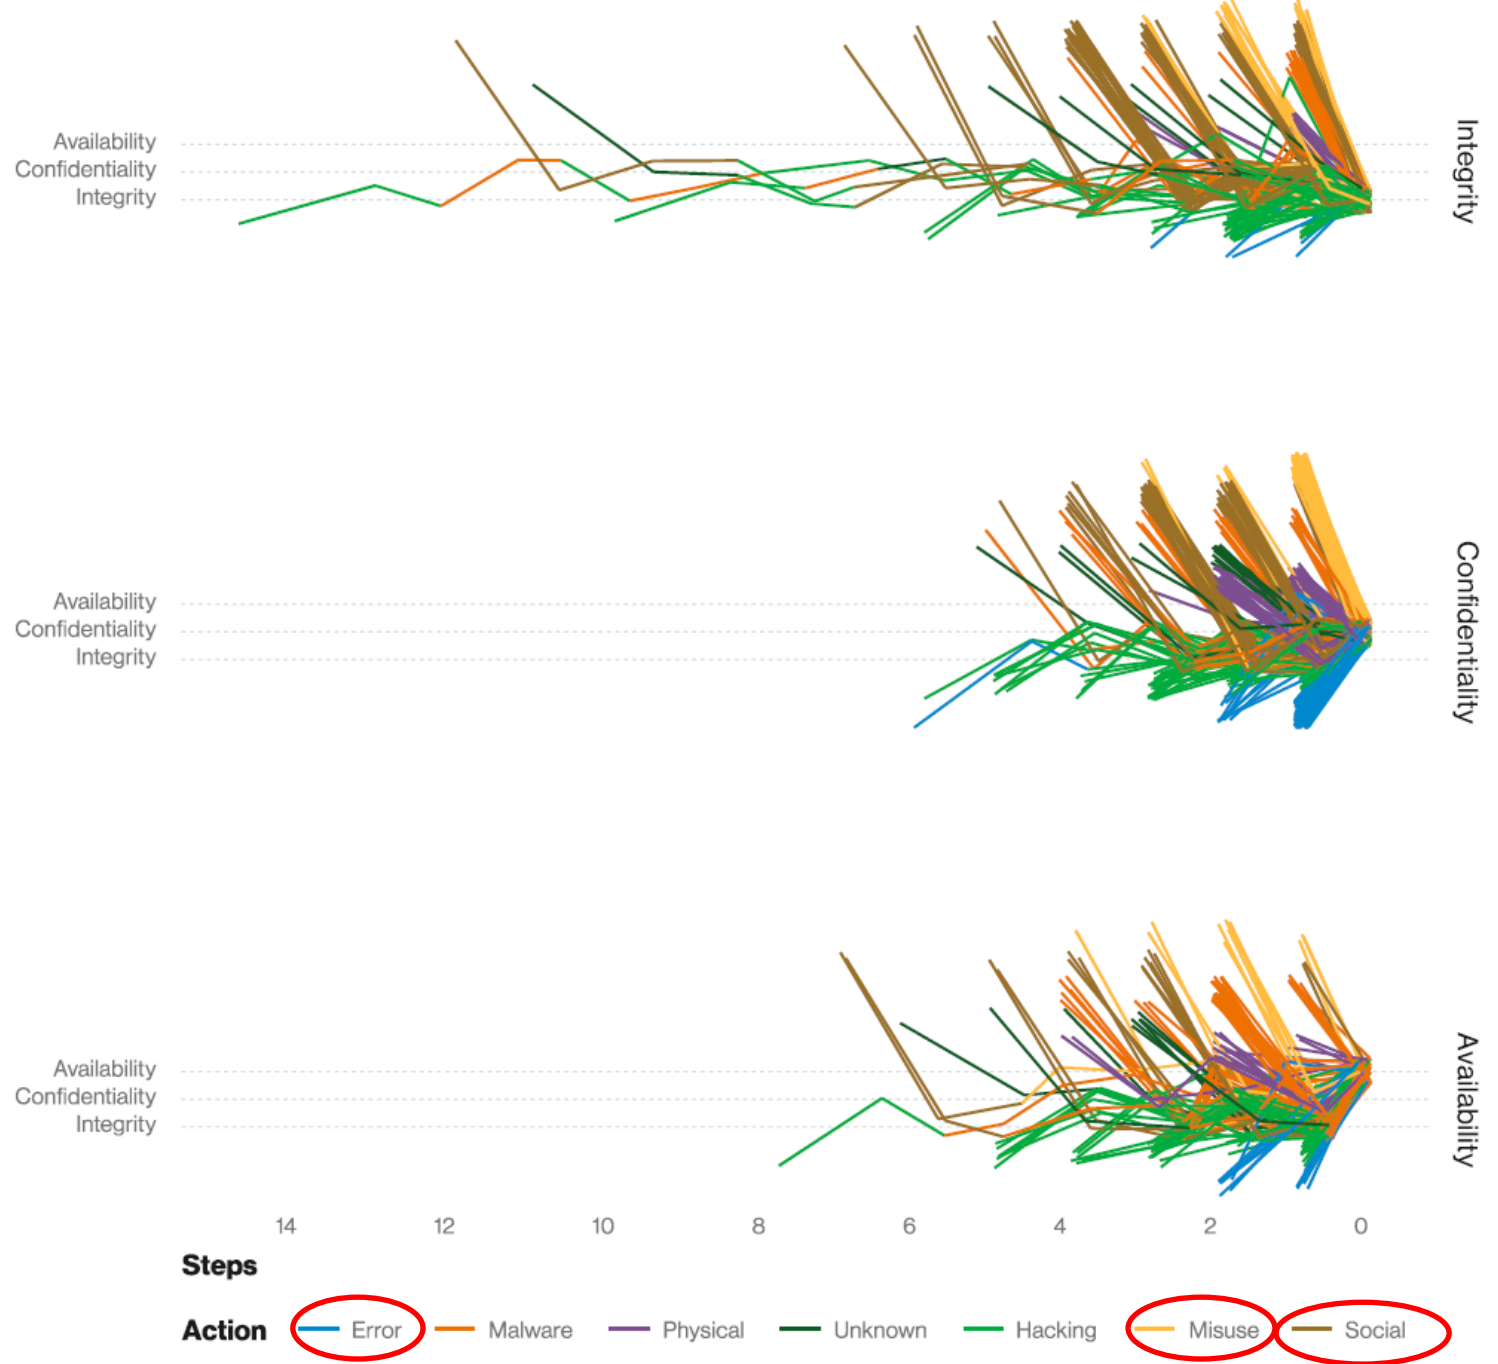 Availability
Confidentiality
Integrity
Integrity
Availability
Confidentiality
Integrity
Confidentiality
Availability
Confidentiality
Integrity
Availability
14 12 10 8 6 4 2 0
Steps
Action Error Malware Physical Unknown Hacking Misuse Social